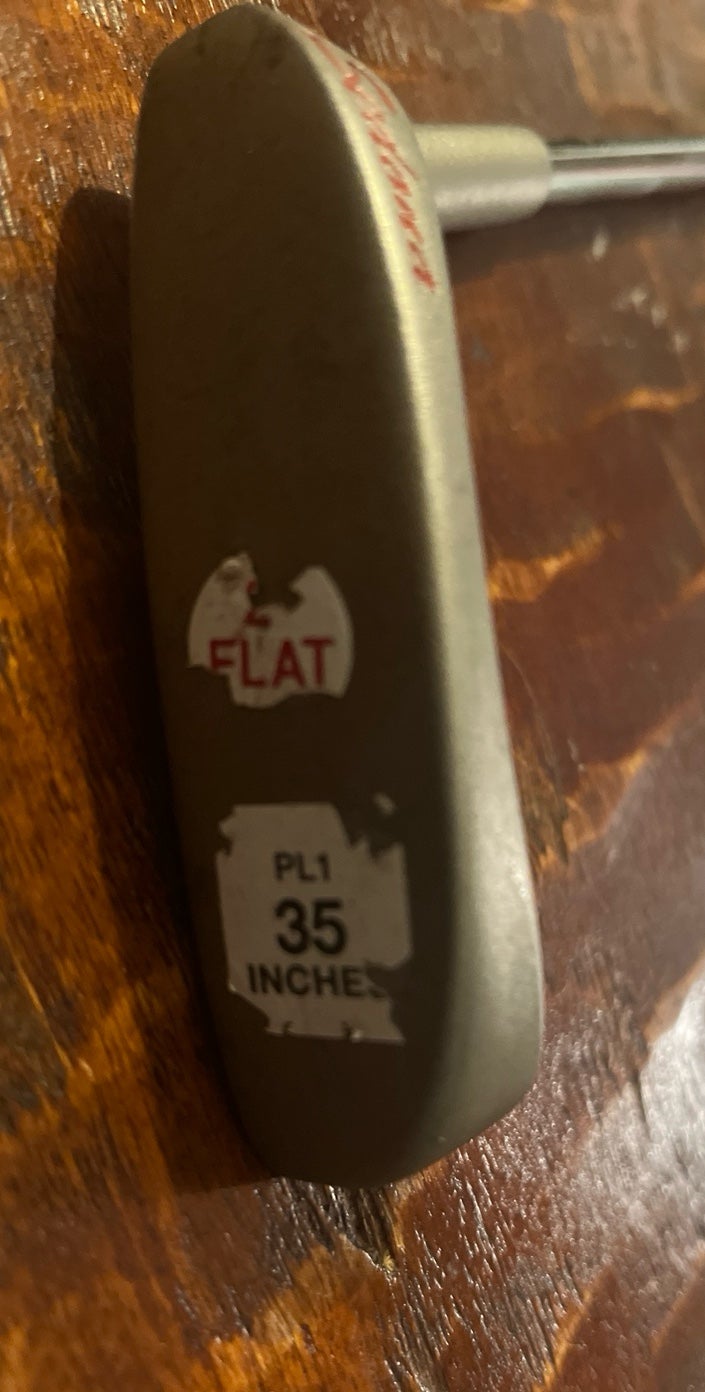 FLAT
PL1
35
INCHES